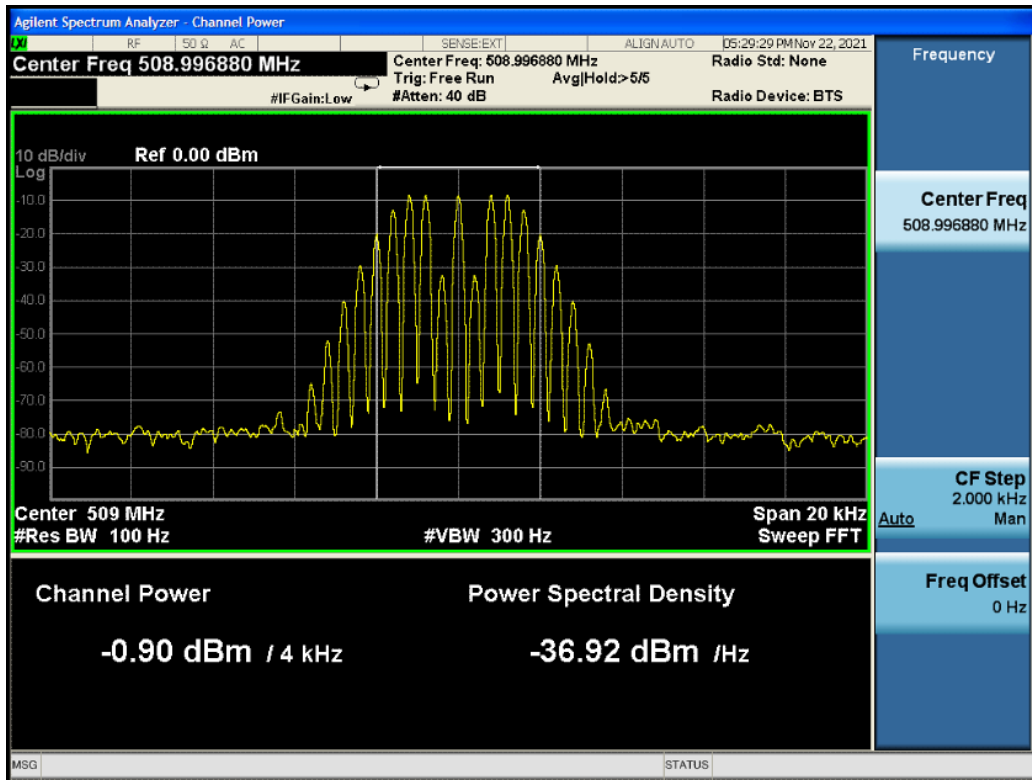 Agilent Spectrum Analyzer - Channel Power
LXI RF 50 Ω AC SENSE:EXT ALIGN AUTO 05:29:29 PM Nov 22, 2021
Center Freq 508.996880 MHz
Center Freq: 508.996880 MHz
Radio Std: None
Trig: Free Run Avg|Hold:>5/5
#IFGain:Low
#Atten: 40 dB
Radio Device: BTS
Frequency
10 dB/div Ref 0.00 dBm
Log
-10.0
-20.0
-30.0
-40.0
-50.0
-60.0
-70.0
-80.0
-90.0
Center 509 MHz Span 20 kHz
#Res BW 100 Hz #VBW 300 Hz Sweep FFT
Center Freq
508.996880 MHz
CF Step
2.000 kHz
Auto Man
Freq Offset
0 Hz
Channel Power Power Spectral Density
-0.90 dBm / 4 kHz -36.92 dBm /Hz
MSG STATUS